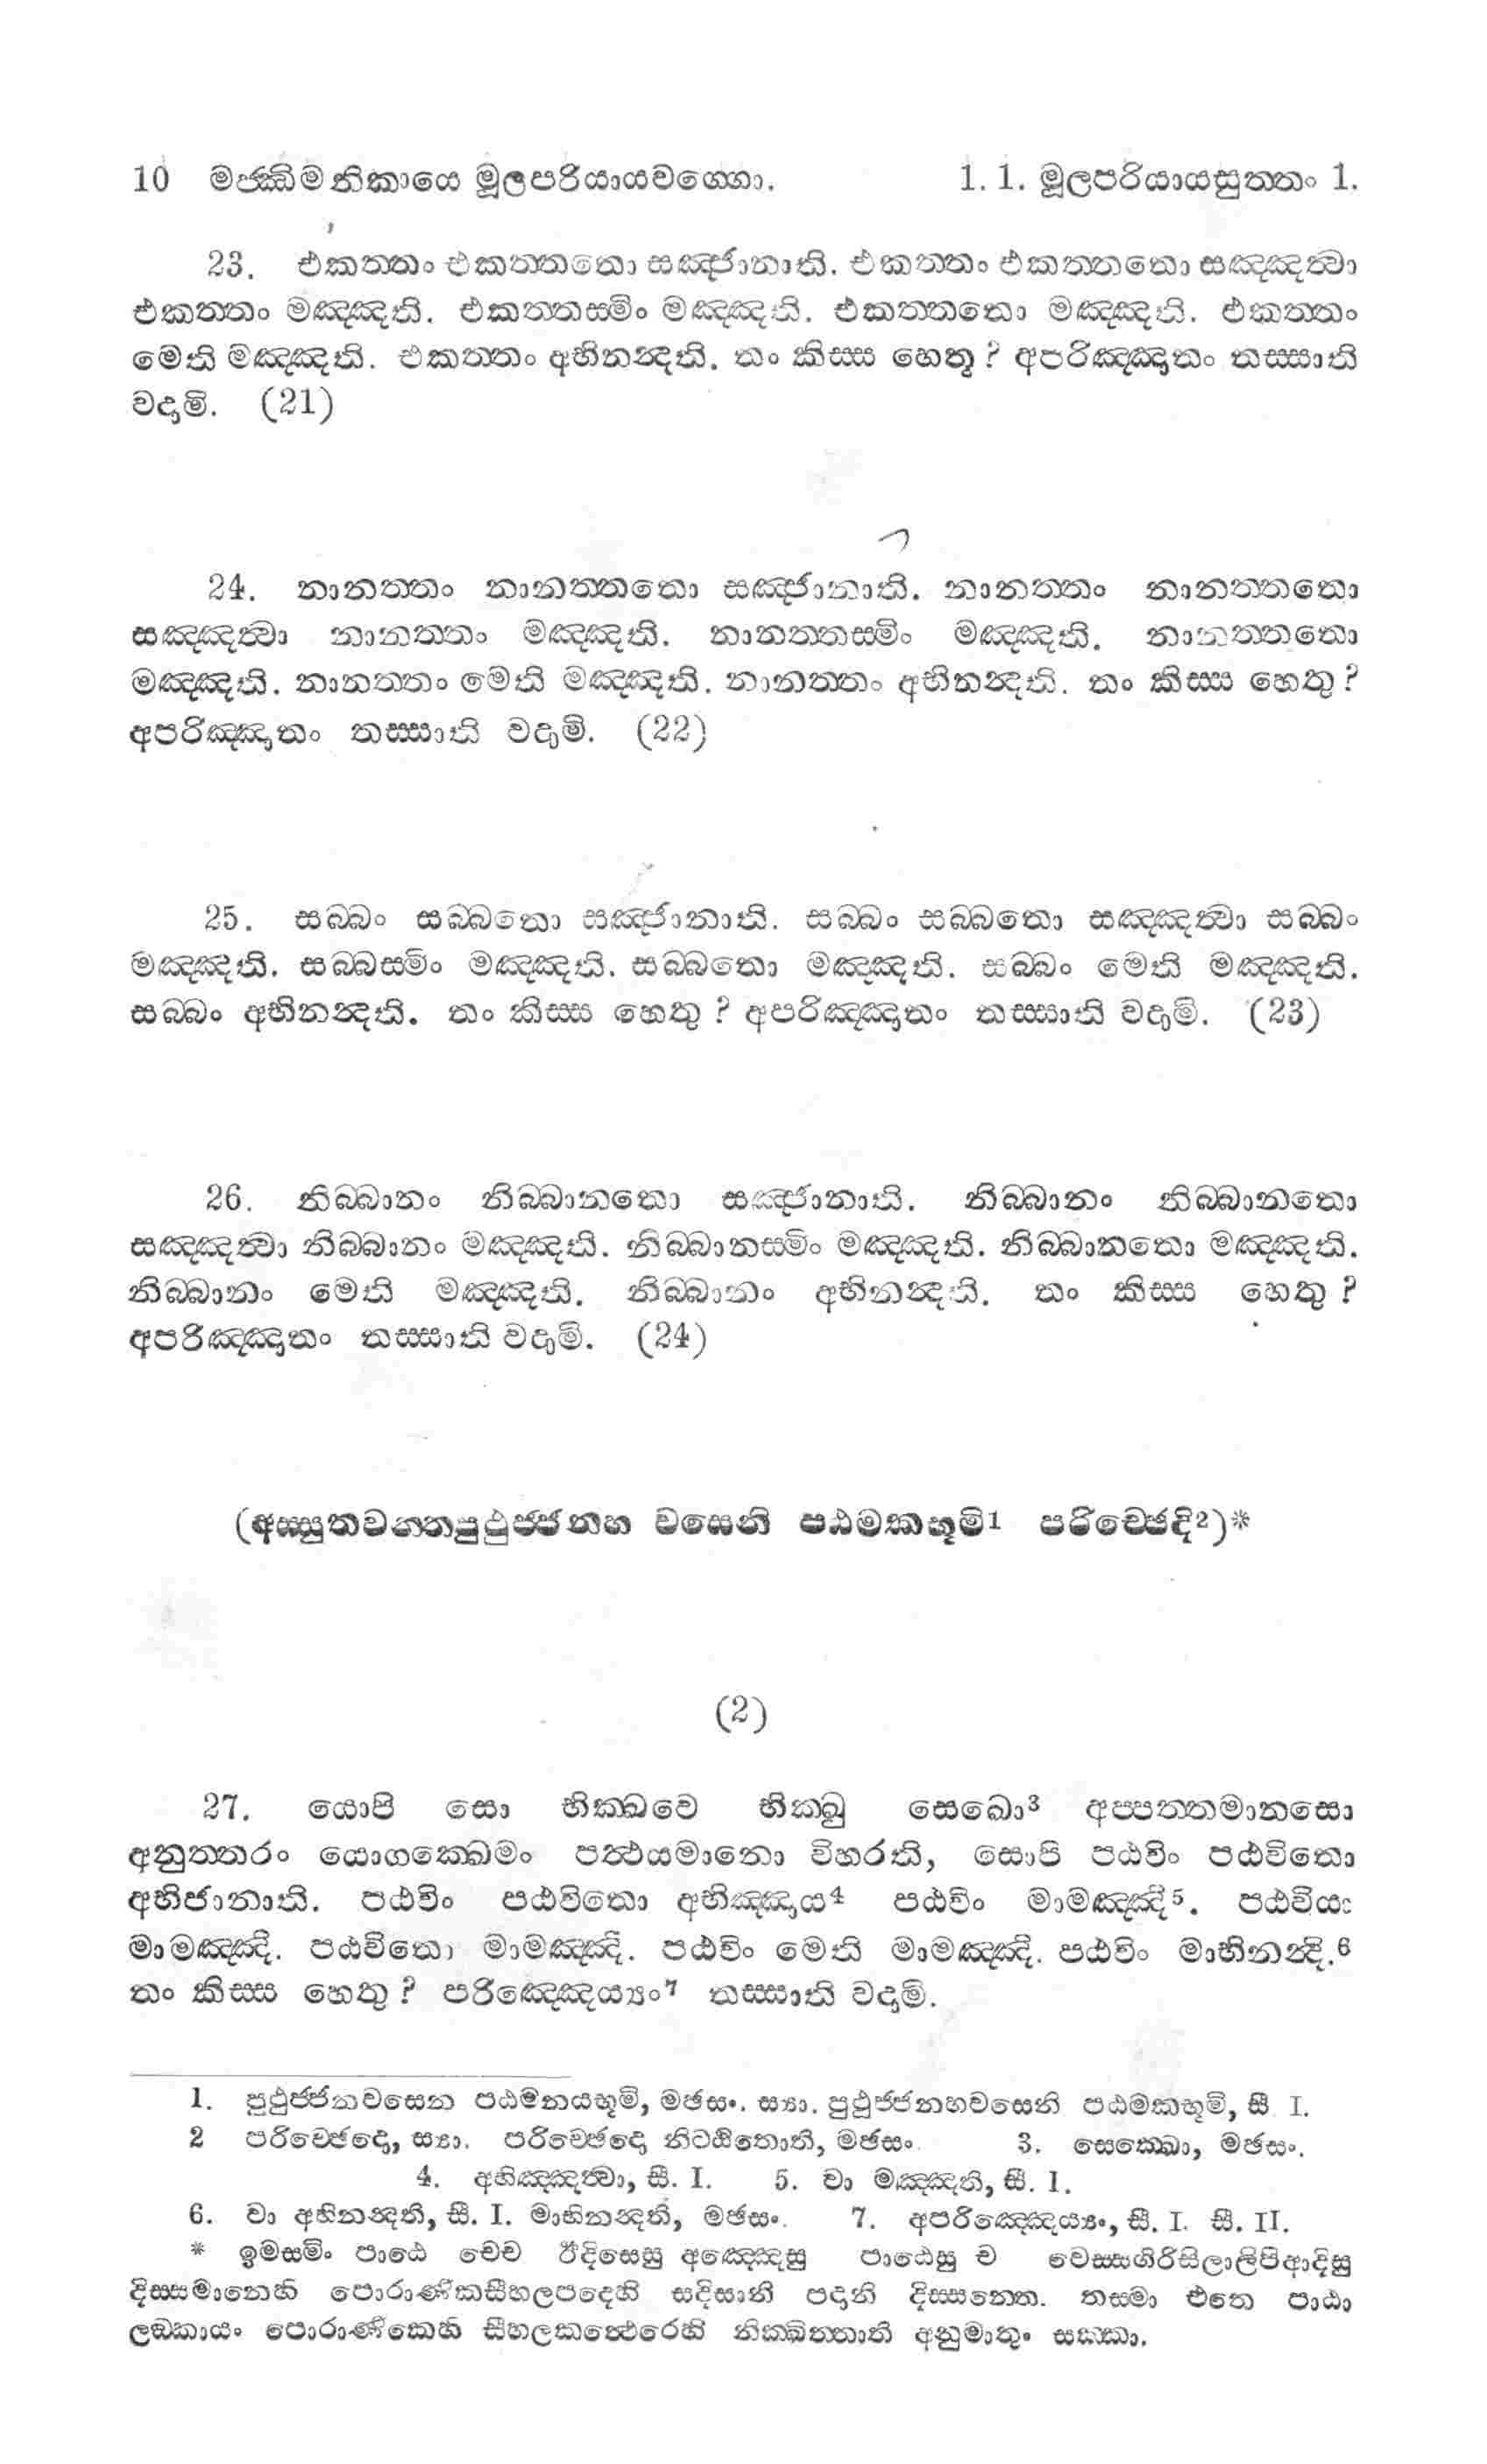 10 මජ්ඣිමනිකායෙ මූලපරියායවග්ගො. 1. 1. මූලපරියායසුත්තං 1.
23. එකත්තං එකත්තතො සඤ්ජානාති. එකත්තං එකත්තතො සඤ්ඤත්වා
එකත්තං මඤ්ඤති. එකත්තස්මිං මඤ්ඤති. එකත්තතො මඤ්ඤති. එකත්තං
මෙති මඤ්ඤති. එකත්තං අභිනන්දති. තං කිස්ස හෙතු? අපරිඤ්ඤාතං තස්සාති
වදාමි. (21)
24. නානත්තං නානත්තතො සඤ්ජානාති. නානත්තං නානත්තතො
සඤ්ඤත්වා නානත්තං මඤ්ඤති. නානත්තස්මිං මඤ්ඤති. නානත්තතො
මඤ්ඤති. නානත්තං මෙති මඤ්ඤති. නානත්තං අභිනන්දති. තං කිස්ස හෙතු?
අපරිඤ්ඤාතං තස්සාති වදාමි. (22)
25. සබ්බං සබ්බතො සඤ්ජානාති. සබ්බං සබ්බතො සඤ්ඤත්වා සබ්බං
මඤ්ඤති. සබ්බස්මිං මඤ්ඤති. සබ්බතො මඤ්ඤති. සබ්බං මෙති මඤ්ඤති.
සබ්බං අභිනන්දති. තං කිස්ස හෙතු? අපරිඤ්ඤාතං තස්සාති වදාමි. (23)
26. නිබ්බානං නිබ්බානතො සඤ්ජානාති. නිබ්බානං නිබ්බානතො
සඤ්ඤත්වා නිබ්බානං මඤ්ඤති. නිබ්බානස්මිං මඤ්ඤති. නිබ්බානතො මඤ්ඤති.
නිබ්බානං මෙති මඤ්ඤති. නිබ්බානං අභිනන්දති. තං කිස්ස හෙතු?
අපරිඤ්ඤාතං තස්සාති වදාමි. (24)
(අස්සුතවන්තපුථුජ්ජනහ වසෙනි පඨමකභූමි1 පරිච්ඡෙදි2)*
(2)
27. යොපි සො භික්ඛවෙ භික්ඛු සෙඛො3 අප්පත්තමානසො
අනුත්තරං යොගක්ඛෙමං පත්ථයමානො විහරති, සොපි පඨවිං පඨවිතො
අභිජානාති. පඨවිං පඨවිතො අභිඤ්ඤාය4 පඨවිං මාමඤ්ඤි5. පඨවියා
මාමඤ්ඤි. පඨවිතො මාමඤ්ඤි. පඨවිං මෙති මාමඤ්ඤි. පඨවිං මාභිනන්දි.6
තං කිස්ස හෙතු? පරිඤ්ඤෙය්‍යං7 තස්සාති වදාමි.
1. පුථුජ්ජනවසෙන පඨමනයභූමි, මඡසං. ස්‍යා. පුථුජ්ජනහවසෙනි පඨමකභූමි, සී I.
2 පරිච්ඡෙදො, ස්‍යා. පරිච්ඡෙදො නිට්ඨිතොති, මඡසං. 3. සෙක්ඛො, මඡසං.
4. අභිඤ්ඤත්වා, සී. I. 5. වා මඤ්ඤති, සී. I.
6. වා අභිනන්දති, සී. I. මාභිනන්දති, මඡසං. 7. අපරිඤ්ඤෙය්‍යං, සී. I. සී. II.
* ඉමස්මිං පාඨෙ චෙව ඊදිසෙසු අඤ්ඤෙසු පාඨෙසු ච වෙස්සගිරිසිලාලිපිආදිසු
දිස්සමානෙහි පොරාණිකසීහලපදෙහි සදිසානි පදානි දිස්සන්තෙ. තස්මා එතෙ පාඨා
ලඞ්කායං පොරාණිකෙහි සීහලකත්ථෙරෙහි නික්ඛිත්තාති අනුමාතුං සක්කා.